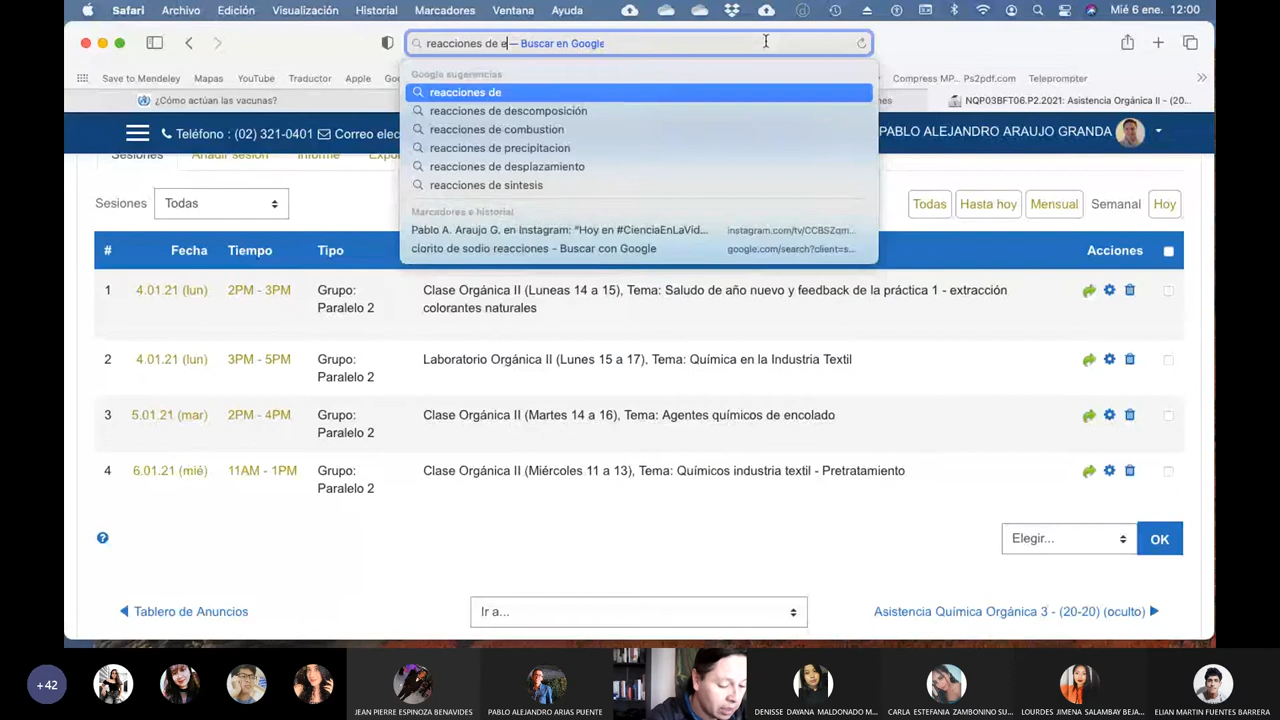 Safari Archivo Edición Visualización Historial Marcadores Ventana Ayuda Mié 6 ene. 12:00
reacciones de e — Buscar en Google
Save to Mendeley Mapas YouTube Traductor Apple Compress MP... Ps2pdf.com Teleprompter
Google sugerencias
reacciones de
reacciones de descomposición
reacciones de combustion
reacciones de precipitacion
reacciones de desplazamiento
reacciones de sintesis
Marcadores e historial
Pablo A. Araujo G. en Instagram: "Hoy en #CienciaEnLaVid... instagram.com/tv/CCBSZqm...
clorito de sodio reacciones - Buscar con Google google.com/search?client=s...
¿Cómo actúan las vacunas? NQP03BFT06.P2.2021: Asistencia Orgánica II - (20...
Teléfono : (02) 321-0401 Correo elec PABLO ALEJANDRO ARAUJO GRANDA
Sesiones Añadir sesión Informe
Sesiones Todas Todas Hasta hoy Mensual Semanal Hoy
# Fecha Tiempo Tipo Acciones
1 4.01.21 (lun) 2PM - 3PM Grupo: Clase Orgánica II (Luneas 14 a 15), Tema: Saludo de año nuevo y feedback de la práctica 1 - extracción
Paralelo 2 colorantes naturales
2 4.01.21 (lun) 3PM - 5PM Grupo: Laboratorio Orgánica II (Lunes 15 a 17), Tema: Química en la Industria Textil
Paralelo 2
3 5.01.21 (mar) 2PM - 4PM Grupo: Clase Orgánica II (Martes 14 a 16), Tema: Agentes químicos de encolado
Paralelo 2
4 6.01.21 (mié) 11AM - 1PM Grupo: Clase Orgánica II (Miércoles 11 a 13), Tema: Químicos industria textil - Pretratamiento
Paralelo 2
Elegir... OK
Tablero de Anuncios Ir a... Asistencia Química Orgánica 3 - (20-20) (oculto)
+42
JEAN PIERRE ESPINOZA BENAVIDES PABLO ALEJANDRO ARIAS PUENTE DENISSE DAYANA MALDONADO M... CARLA ESTEFANIA ZAMBONINO SU... LOURDES JIMENA SALAMBAY BEJA... ELIAN MARTIN FUENTES BARRERA